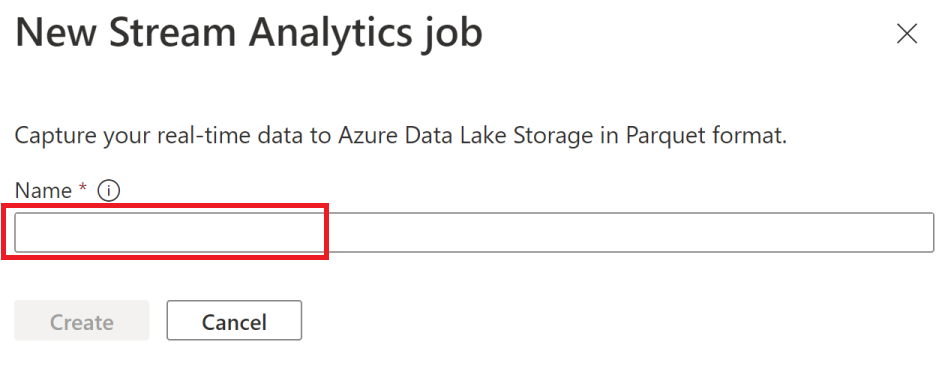 New Stream Analytics job
Capture your real-time data to Azure Data Lake Storage in Parquet format.
Name *
Create Cancel